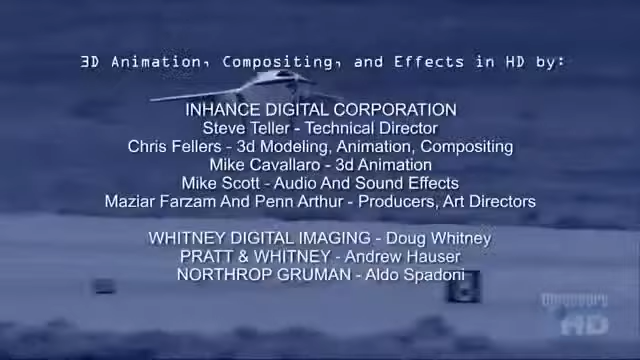 3D Animation, Compositing, and Effects in HD by:
INHANCE DIGITAL CORPORATION
Steve Teller - Technical Director
Chris Fellers - 3d Modeling, Animation, Compositing
Mike Cavallaro - 3d Animation
Mike Scott - Audio And Sound Effects
Maziar Farzam And Penn Arthur - Producers, Art Directors
WHITNEY DIGITAL IMAGING - Doug Whitney
PRATT & WHITNEY - Andrew Hauser
NORTHROP GRUMAN - Aldo Spadoni
Discovery
HD